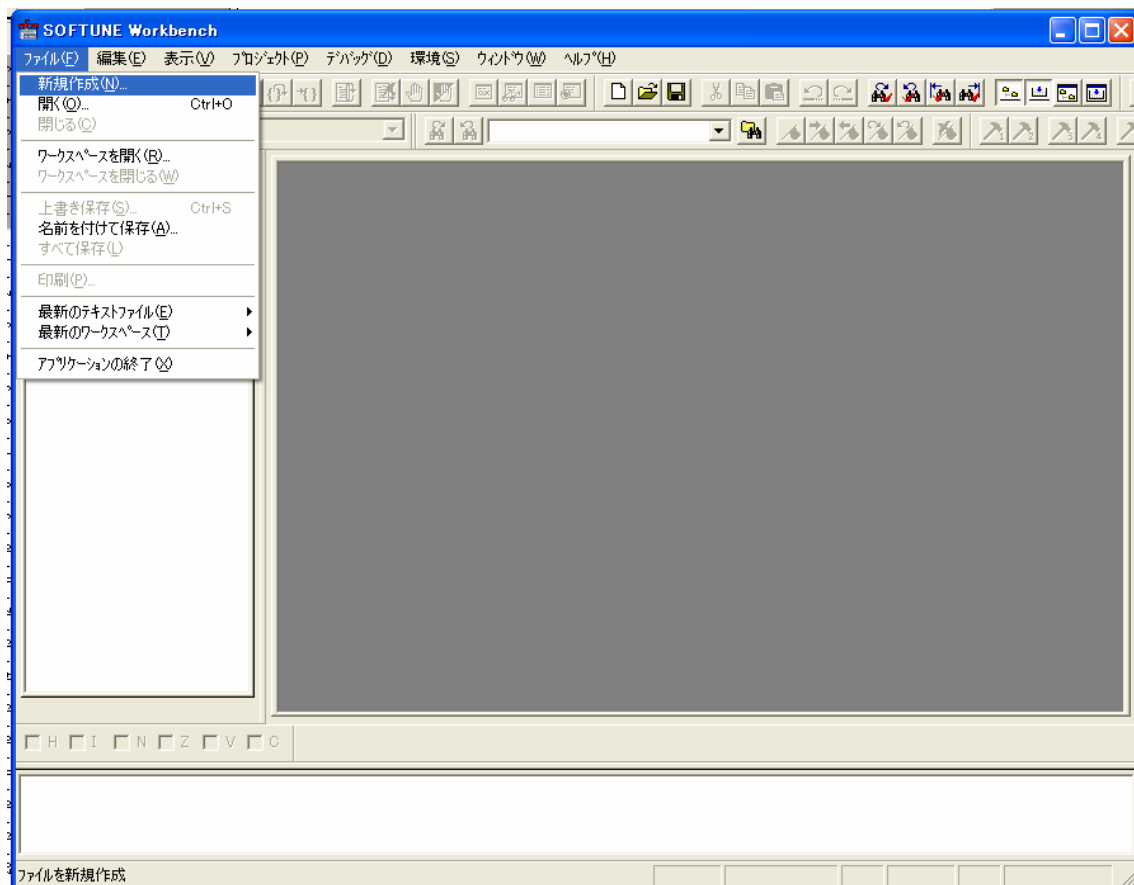 SOFTUNE Workbench
ﾌｧｲﾙ(F) 編集(E) 表示(V) ﾌﾟﾛｼﾞｪｸﾄ(P) ﾃﾞﾊﾞｯｸﾞ(D) 環境(S) ｳｨﾝﾄﾞｳ(W) ﾍﾙﾌﾟ(H)
新規作成(N)...
開く(O)... Ctrl+O
閉じる(C)
ﾜｰｸｽﾍﾟｰｽを開く(R)...
ﾜｰｸｽﾍﾟｰｽを閉じる(W)
上書き保存(S)... Ctrl+S
名前を付けて保存(A)...
すべて保存(L)
印刷(P)...
最新のﾃｷｽﾄﾌｧｲﾙ(E)
最新のﾜｰｸｽﾍﾟｰｽ(T)
ｱﾌﾟﾘｹｰｼｮﾝの終了(X)
H I N Z V C
ﾌｧｲﾙを新規作成